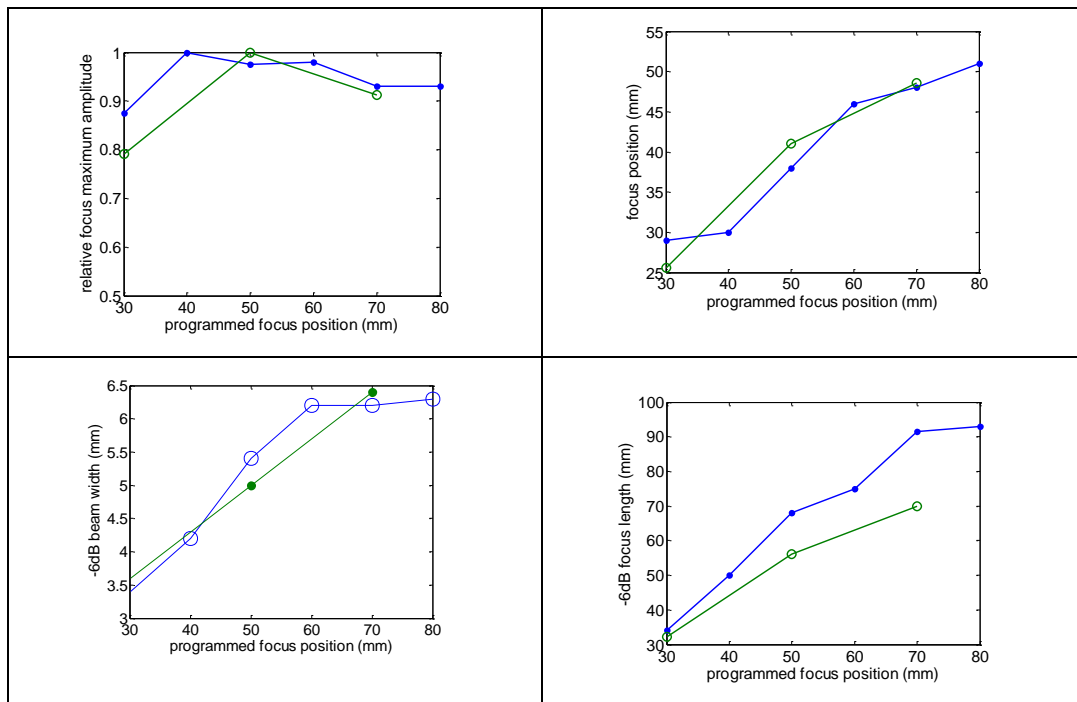 relative focus maximum amplitude
1
0.9
0.8
0.7
0.6
0.5
30 40 50 60 70 80
programmed focus position (mm)
focus position (mm)
55
50
45
40
35
30
25
30 40 50 60 70 80
programmed focus position (mm)
-6dB beam width (mm)
6.5
6
5.5
5
4.5
4
3.5
3
30 40 50 60 70 80
programmed focus position (mm)
-6dB focus length (mm)
100
90
80
70
60
50
40
30
30 40 50 60 70 80
programmed focus position (mm)